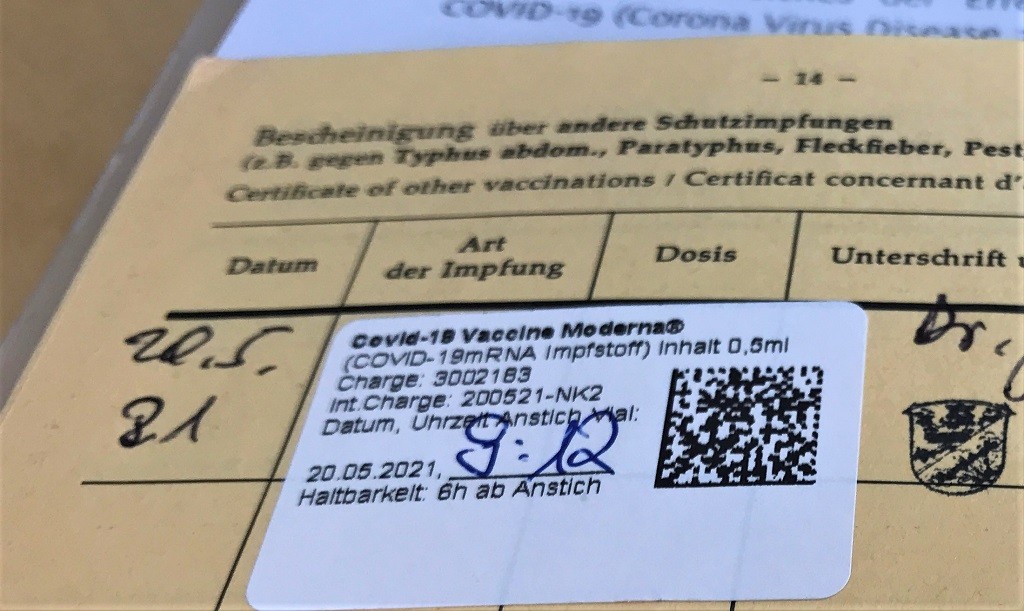 COVID-19 (Corona Virus Disease
– 14 –
Bescheinigung über andere Schutzimpfungen
(z.B. gegen Typhus abdom., Paratyphus, Fleckfieber, Pest
Certificate of other vaccinations / Certificat concernant d'
Datum
Art
der Impfung
Dosis
Unterschrift
20.5.
21
Covid-19 Vaccine Moderna®
(COVID-19mRNA Impfstoff) Inhalt 0,5ml
Charge: 3002183
Int.Charge: 200521-NK2
Datum, Uhrzeit Anstich Vial:
20.05.2021, 9:12
Haltbarkeit: 6h ab Anstich
Dr.